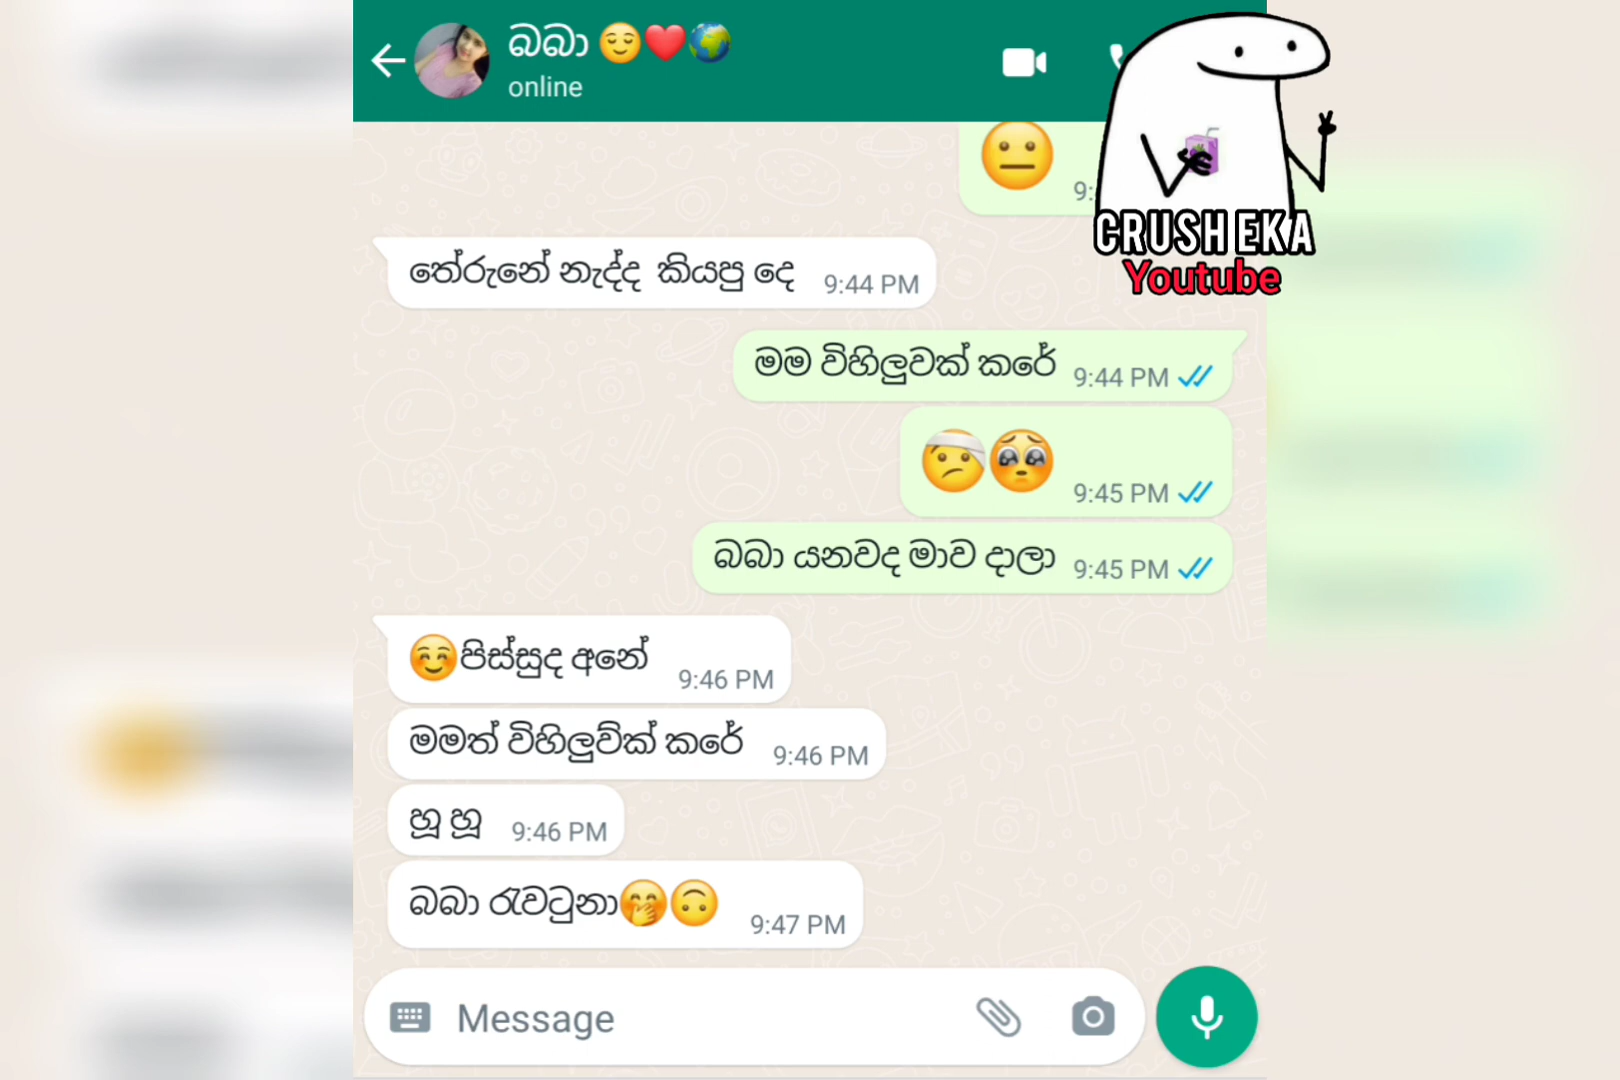 බබා 😌❤️🌍
online
😐
9:
තේරුනේ නැද්ද කියපු දෙ 9:44 PM
මම විහිලුවක් කරේ 9:44 PM
🤕🥺 9:45 PM
බබා යනවද මාව දාලා 9:45 PM
☺️පිස්සුද අනේ 9:46 PM
මමත් විහිලුව්ක් කරේ 9:46 PM
හූ හූ 9:46 PM
බබා රැවටුනා🤭🙃 9:47 PM
Message
CRUSH EKA
Youtube